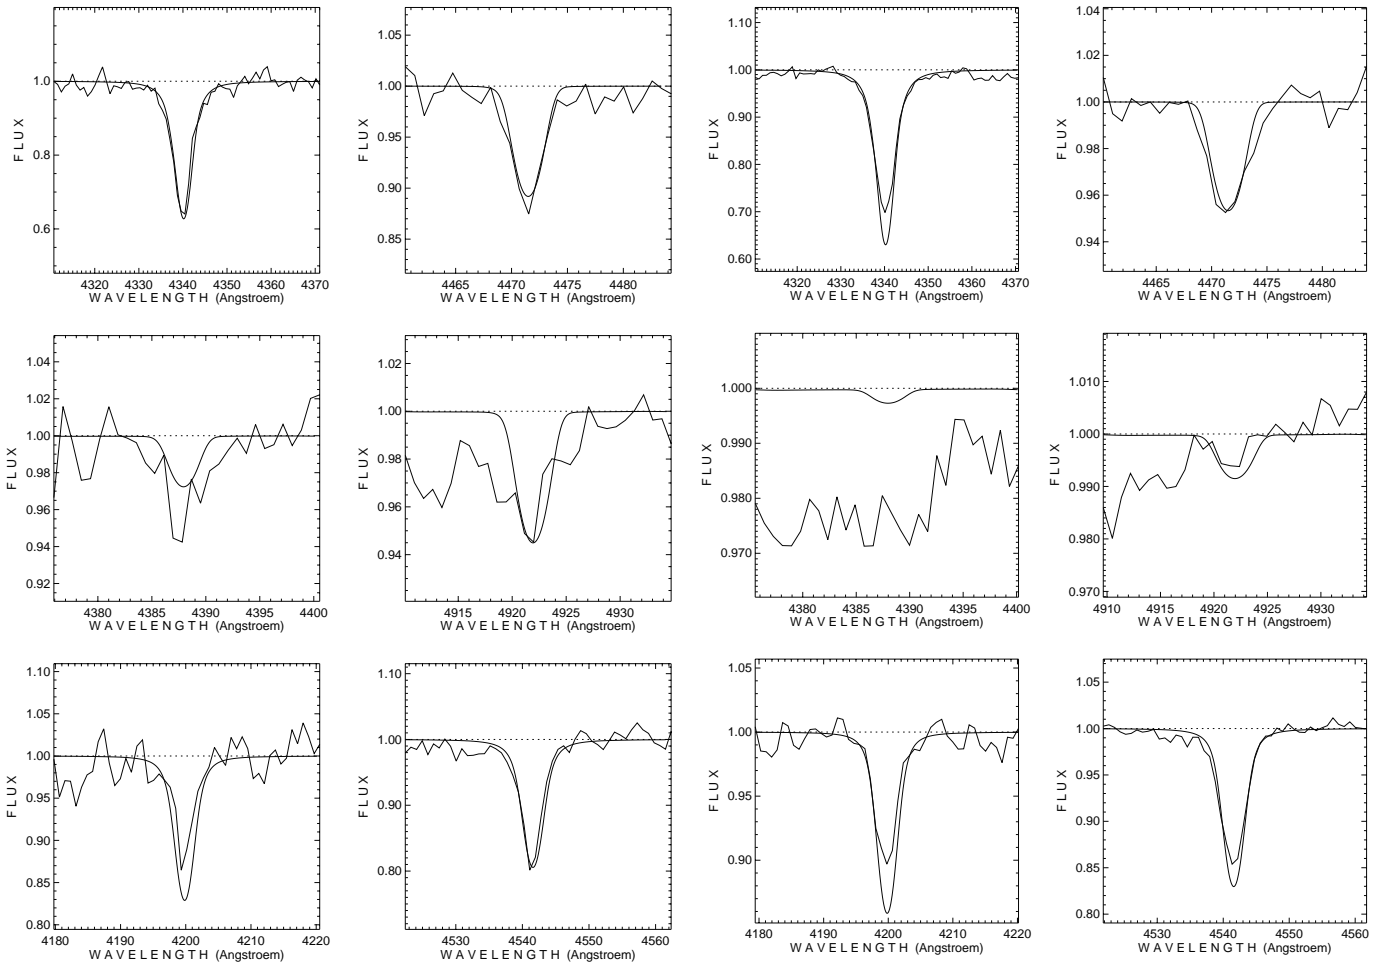 1.0
0.8
0.6
FLUX
4320 4330 4340 4350 4360 4370
WAVELENGTH (Angstroem)
1.05
1.00
0.95
0.90
0.85
FLUX
4465 4470 4475 4480
WAVELENGTH (Angstroem)
1.10
1.00
0.90
0.80
0.70
0.60
FLUX
4320 4330 4340 4350 4360 4370
WAVELENGTH (Angstroem)
1.04
1.02
1.00
0.98
0.96
0.94
FLUX
4465 4470 4475 4480
WAVELENGTH (Angstroem)
1.04
1.02
1.00
0.98
0.96
0.94
0.92
FLUX
4380 4385 4390 4395 4400
WAVELENGTH (Angstroem)
1.02
1.00
0.98
0.96
0.94
FLUX
4915 4920 4925 4930
WAVELENGTH (Angstroem)
1.000
0.990
0.980
0.970
FLUX
4380 4385 4390 4395 4400
WAVELENGTH (Angstroem)
1.010
1.000
0.990
0.980
0.970
FLUX
4910 4915 4920 4925 4930
WAVELENGTH (Angstroem)
1.10
1.05
1.00
0.95
0.90
0.85
0.80
FLUX
4180 4190 4200 4210 4220
WAVELENGTH (Angstroem)
1.10
1.00
0.90
0.80
FLUX
4530 4540 4550 4560
WAVELENGTH (Angstroem)
1.05
1.00
0.95
0.90
FLUX
4180 4190 4200 4210 4220
WAVELENGTH (Angstroem)
1.05
1.00
0.95
0.90
0.85
0.80
FLUX
4530 4540 4550 4560
WAVELENGTH (Angstroem)